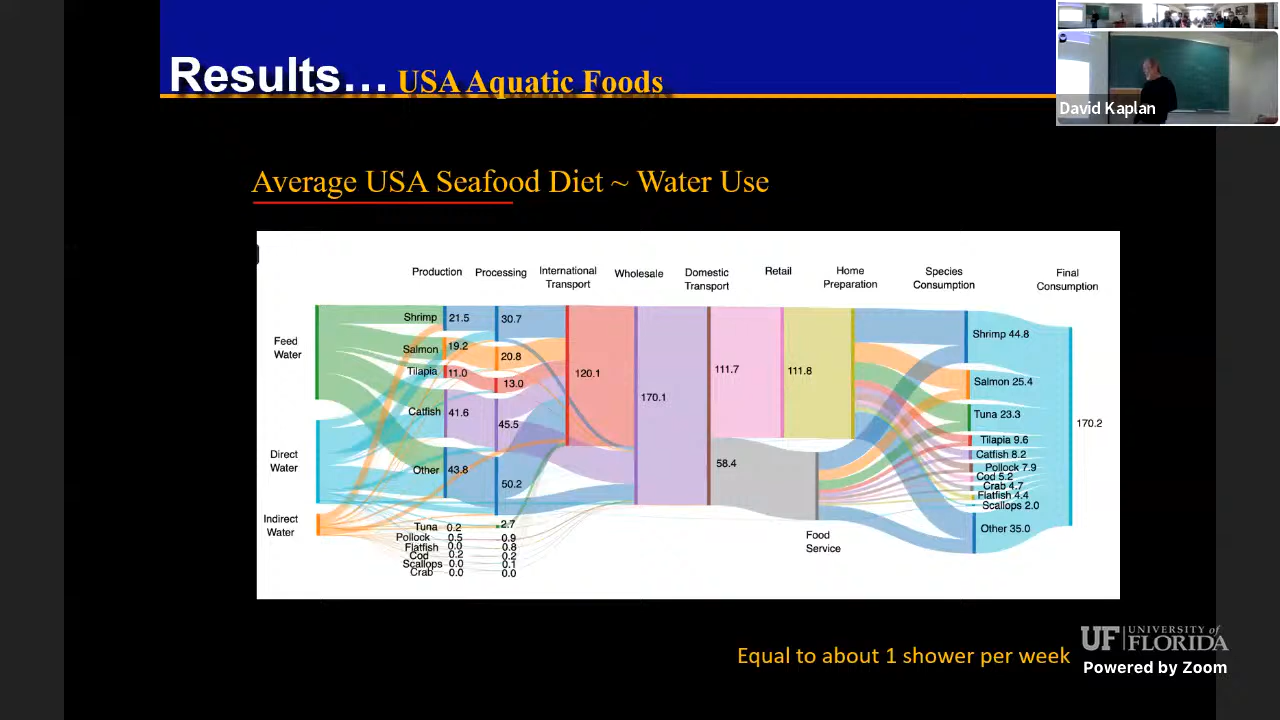 Results… USA Aquatic Foods
David Kaplan
Average USA Seafood Diet ~ Water Use
Production Processing International Transport Wholesale Domestic Transport Retail Home Preparation Species Consumption Final Consumption
Feed Water
Direct Water
Indirect Water
Shrimp 21.5 30.7
Salmon 19.2 20.8
Tilapia 11.0 13.0
Catfish 41.6 45.5
Other 43.8 50.2
Tuna 0.2 2.7
Pollock 0.5 0.9
Flatfish 0.0 0.8
Cod 0.2 0.2
Scallops 0.0 0.1
Crab 0.0 0.0
120.1
170.1
111.7
58.4
111.8
Food Service
Shrimp 44.8
Salmon 25.4
Tuna 23.3
Tilapia 9.6
Catfish 8.2
Pollock 7.9
Cod 5.2
Crab 4.7
Flatfish 4.4
Scallops 2.0
Other 35.0
170.2
Equal to about 1 shower per week
UF UNIVERSITY of FLORIDA
Powered by Zoom